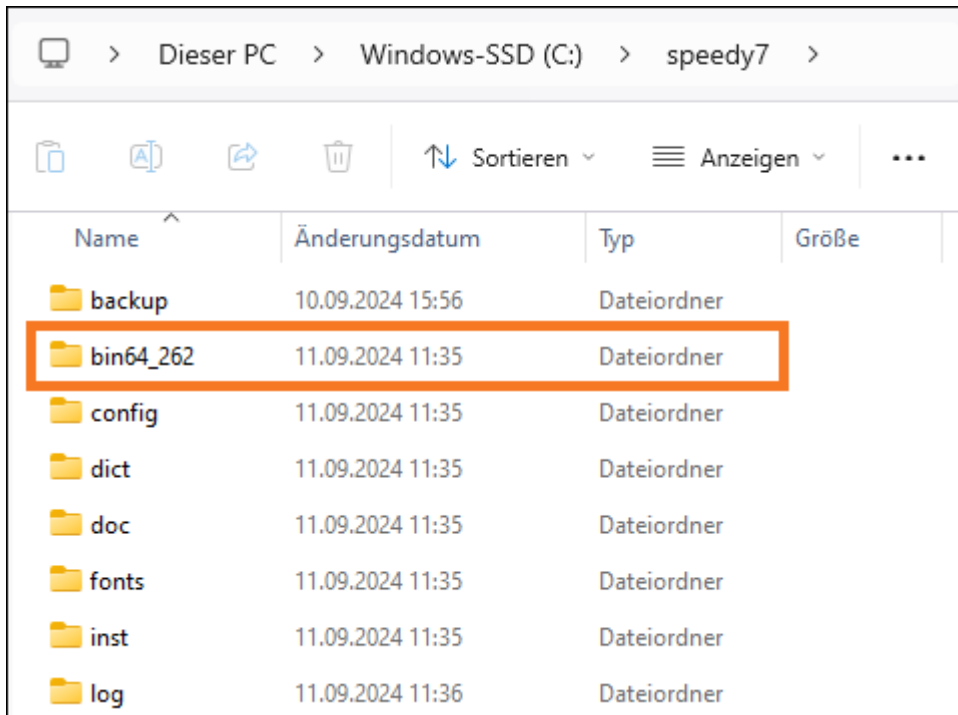 Dieser PC > Windows-SSD (C:) > speedy7 >
Sortieren Anzeigen ...
Name Änderungsdatum Typ Größe
backup 10.09.2024 15:56 Dateiordner
bin64_262 11.09.2024 11:35 Dateiordner
config 11.09.2024 11:35 Dateiordner
dict 11.09.2024 11:35 Dateiordner
doc 11.09.2024 11:35 Dateiordner
fonts 11.09.2024 11:35 Dateiordner
inst 11.09.2024 11:35 Dateiordner
log 11.09.2024 11:36 Dateiordner